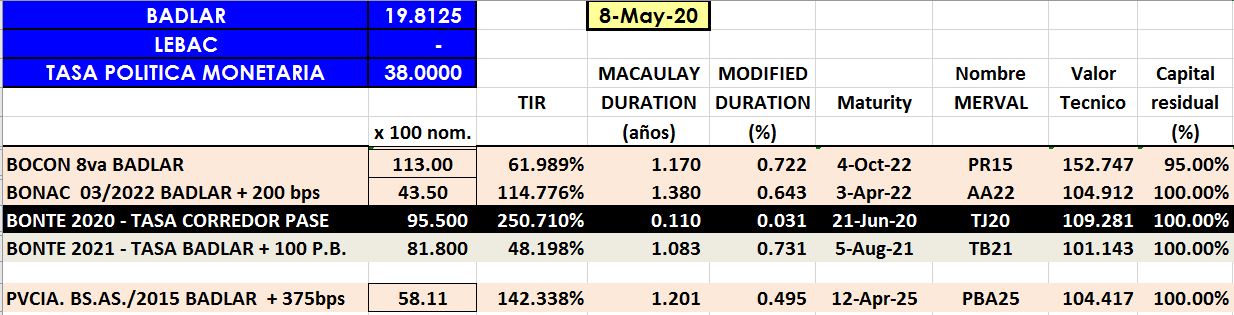 BADLAR 19.8125 8-May-20
LEBAC -
TASA POLITICA MONETARIA 38.0000 MACAULAY MODIFIED Nombre Valor Capital
TIR DURATION DURATION Maturity MERVAL Tecnico residual
x 100 nom. (años) (%) (%)
BOCON 8va BADLAR 113.00 61.989% 1.170 0.722 4-Oct-22 PR15 152.747 95.00%
BONAC 03/2022 BADLAR + 200 bps 43.50 114.776% 1.380 0.643 3-Apr-22 AA22 104.912 100.00%
BONTE 2020 - TASA CORREDOR PASE 95.500 250.710% 0.110 0.031 21-Jun-20 TJ20 109.281 100.00%
BONTE 2021 - TASA BADLAR + 100 P.B. 81.800 48.198% 1.083 0.731 5-Aug-21 TB21 101.143 100.00%
PVCIA. BS.AS./2015 BADLAR + 375bps 58.11 142.338% 1.201 0.495 12-Apr-25 PBA25 104.417 100.00%